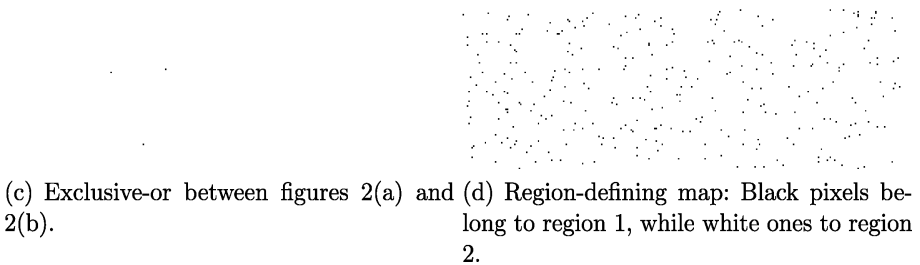 (c) Exclusive-or between figures 2(a) and
2(b).
(d) Region-defining map: Black pixels be-
long to region 1, while white ones to region
2.